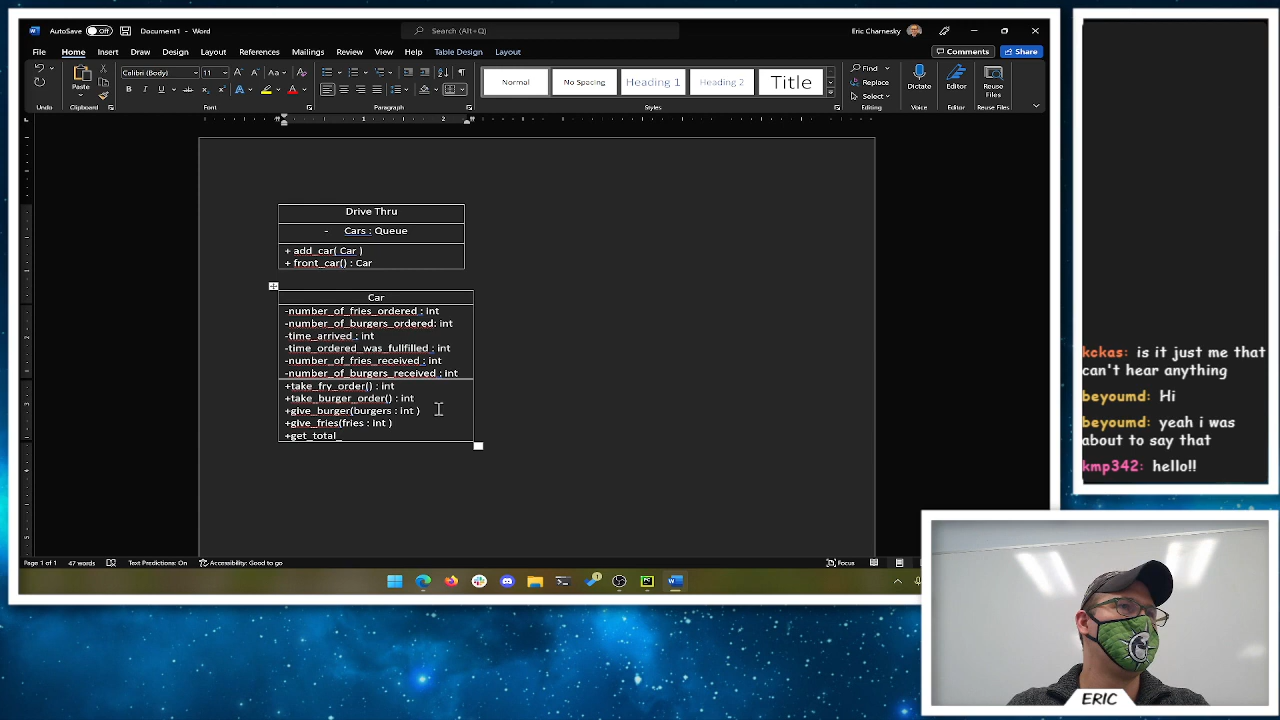 AutoSave Off Document1 - Word Search (Alt+Q) Eric Charnesky
File Home Insert Draw Design Layout References Mailings Review View Help Table Design Layout Comments Share
Calibri (Body) 11 Normal No Spacing Heading 1 Heading 2 Title
Paste Find Replace Select Dictate Editor Reuse Files
Undo Clipboard Font Paragraph Styles Editing Voice Editor Reuse Files
Drive Thru
- Cars : Queue
+ add_car( Car )
+ front_car() : Car
Car
-number_of_fries_ordered : int
-number_of_burgers_ordered: int
-time_arrived : int
-time_ordered_was_fullfilled : int
-number_of_fries_received : int
-number_of_burgers_received : int
+take_fry_order() : int
+take_burger_order() : int
+give_burger(burgers : int )
+give_fries(fries : int )
+get_total_
Page 1 of 1 47 words Text Predictions: On Accessibility: Good to go Focus
kckas: is it just me that
can't hear anything
beyoumd: Hi
beyoumd: yeah i was
about to say that
kmp342: hello!!
ERIC